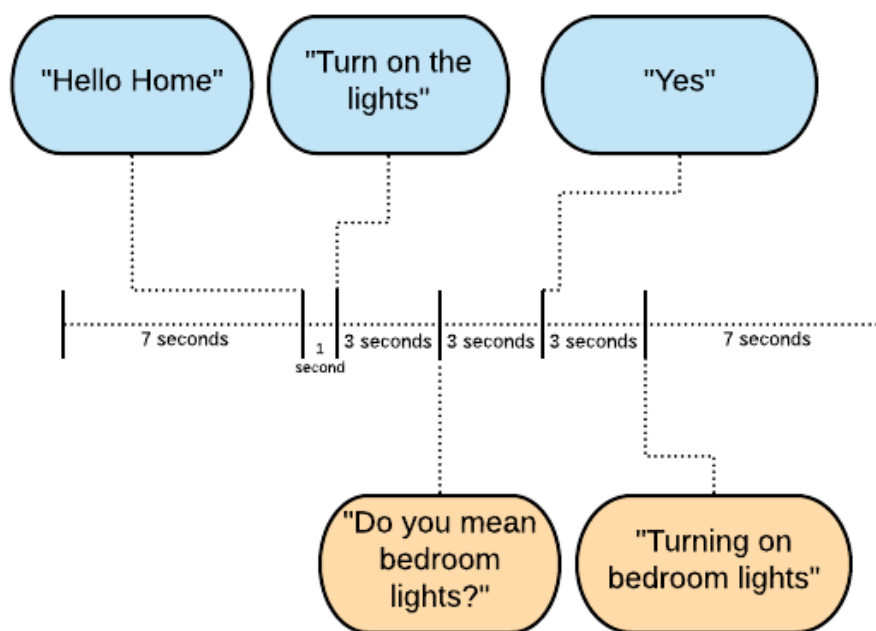 "Hello Home"
"Turn on the
lights"
"Yes"
7 seconds
1
second
3 seconds
3 seconds
3 seconds
7 seconds
"Do you mean
bedroom
lights?"
"Turning on
bedroom lights"